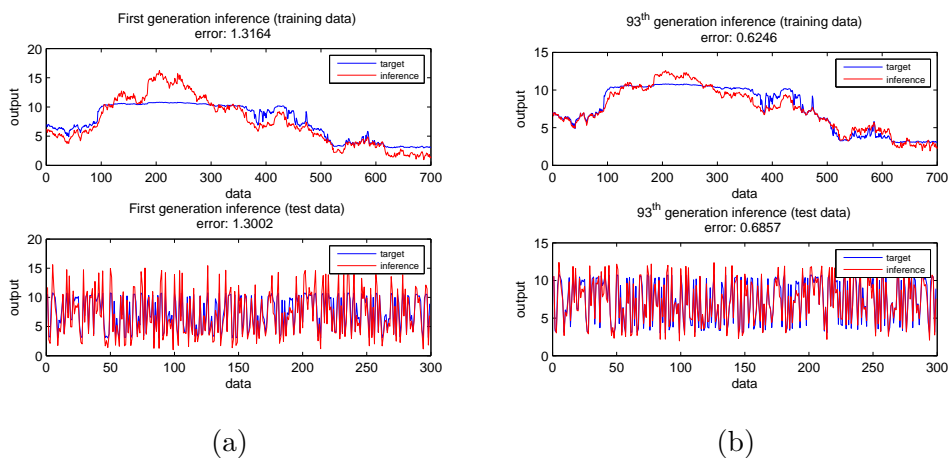 First generation inference (training data)
error: 1.3164
20
15
10
5
0
output
target
inference
0 100 200 300 400 500 600 700
data
First generation inference (test data)
error: 1.3002
20
15
10
5
0
output
target
inference
0 50 100 150 200 250 300
data
(a)
93th generation inference (training data)
error: 0.6246
15
10
5
0
output
target
inference
0 100 200 300 400 500 600 700
data
93th generation inference (test data)
error: 0.6857
15
10
5
0
output
target
inference
0 50 100 150 200 250 300
data
(b)